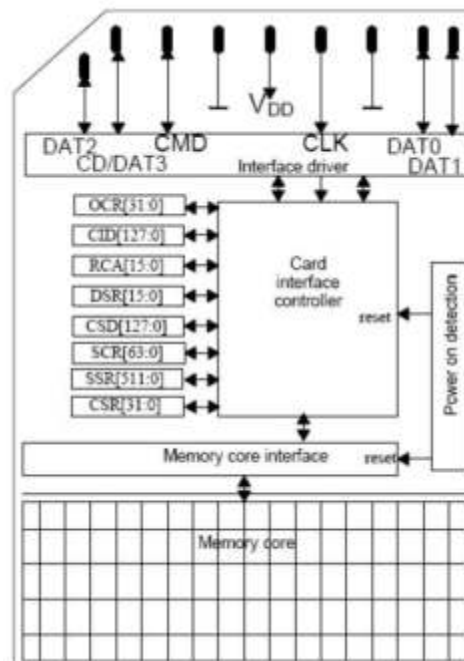 V_DD
DAT2 CMD CLK DAT0
CD/DAT3 Interface driver DAT1
OCR[31:0]
CID[127:0]
RCA[15:0]
DSR[15:0]
CSD[127:0]
SCR[63:0]
SSR[511:0]
CSR[31:0]
Card
interface
controller
reset
Power on detection
Memory core interface reset
Memory core